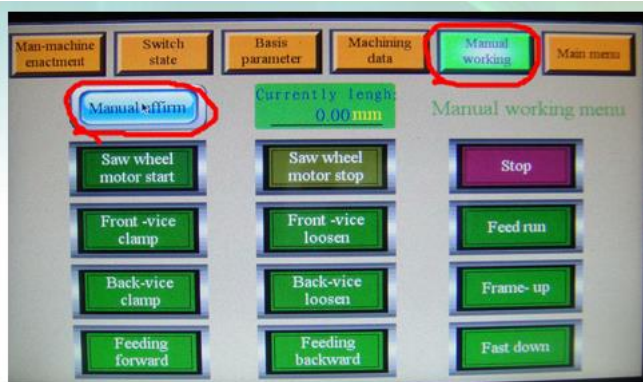 Man-machine
enactment
Switch
state
Basis
parameter
Machining
data
Manual
working
Main menu
Manual affirm
Currently lengh:
0.00 mm
Manual working menu
Saw wheel
motor start
Saw wheel
motor stop
Stop
Front -vice
clamp
Front -vice
loosen
Feed run
Back-vice
clamp
Back-vice
loosen
Frame- up
Feeding
forward
Feeding
backward
Fast down